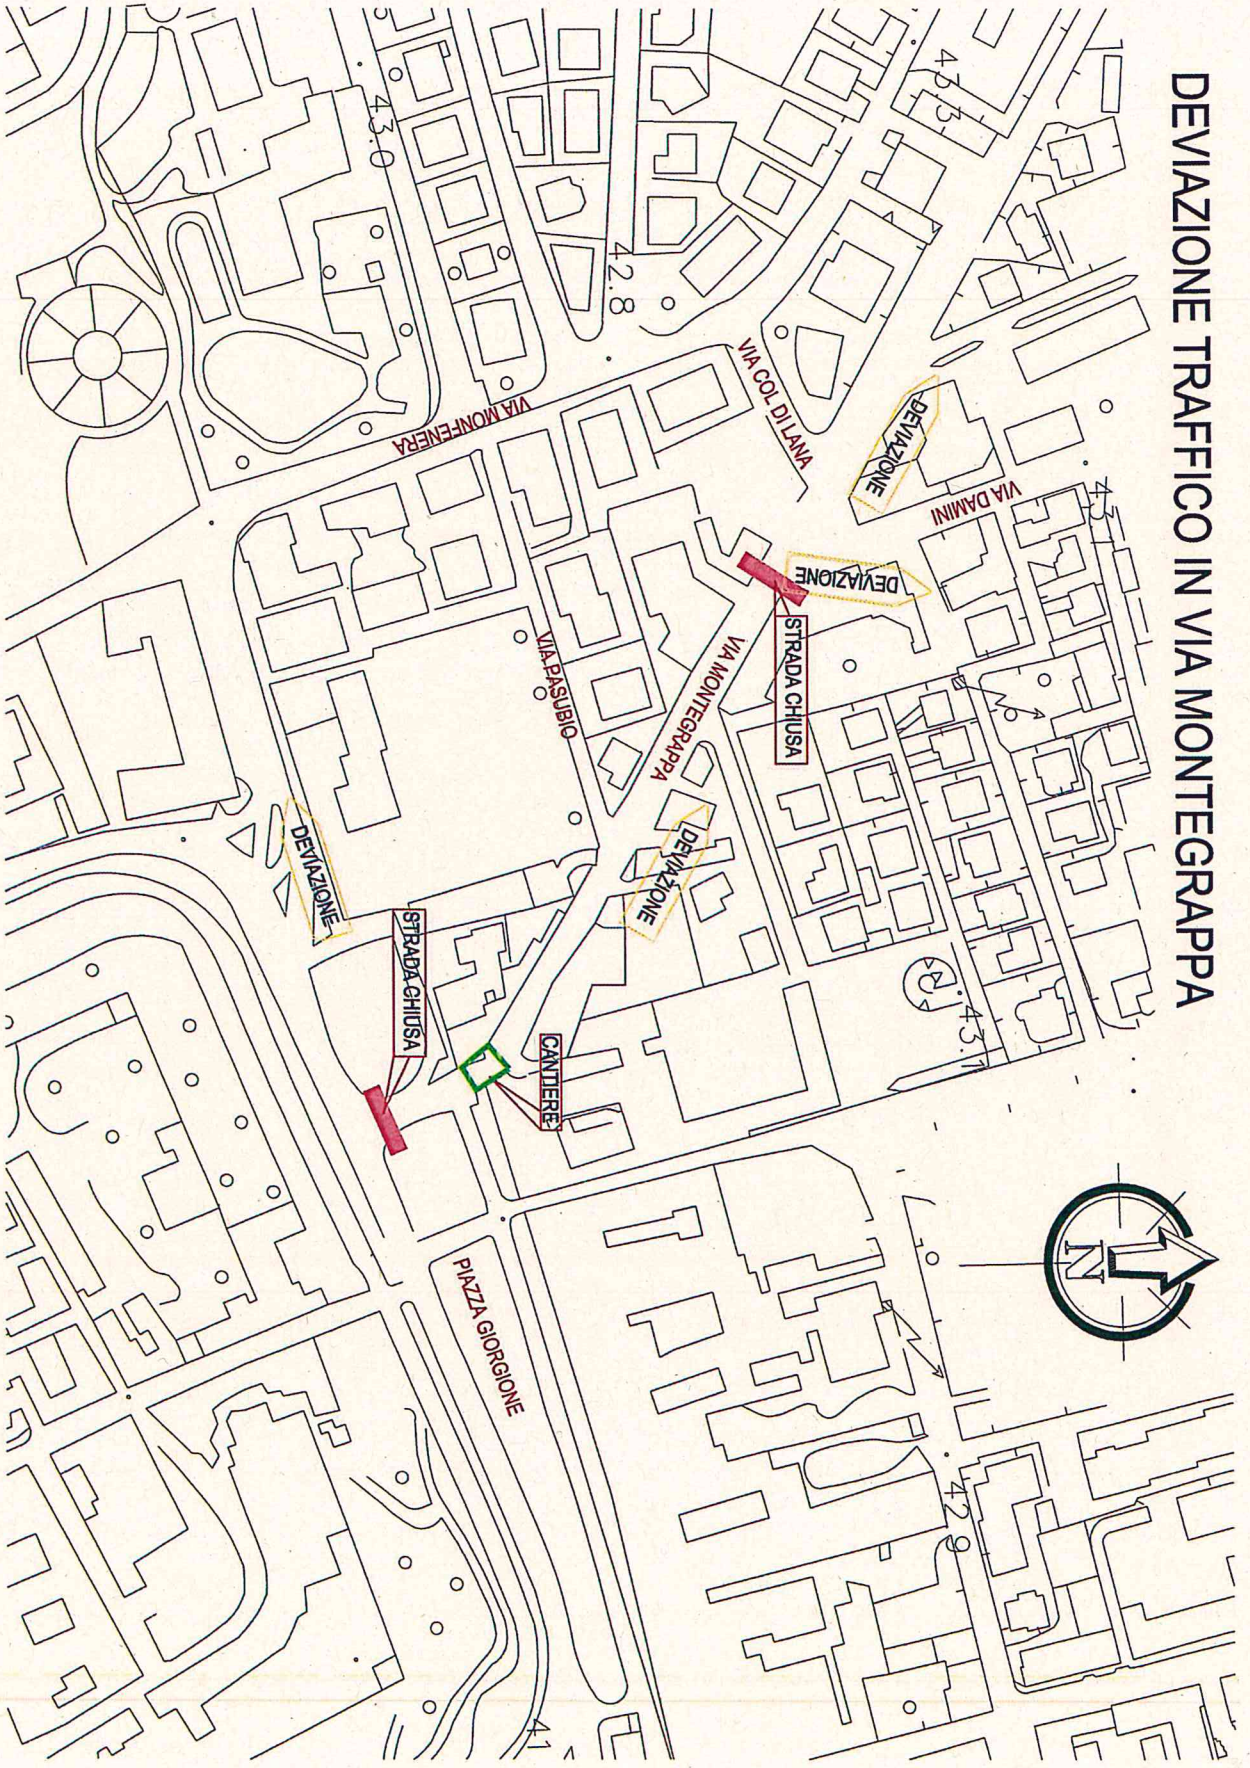 DEVIAZIONE TRAFFICO IN VIA MONTEGRAPPA
43.3
43.0
42.8
VIA COL DI LANA
VIA MONFENERA
DEVIAZIONE
VIA DAMINI
43.1
DEVIAZIONE
STRADA CHIUSA
VIA MONTEGRAPPA
VIA PASUBIO
DEVIAZIONE
DEVIAZIONE
STRADA CHIUSA
CANTIERE
43.1
N
PIAZZA GIORGIONE
42.9
41